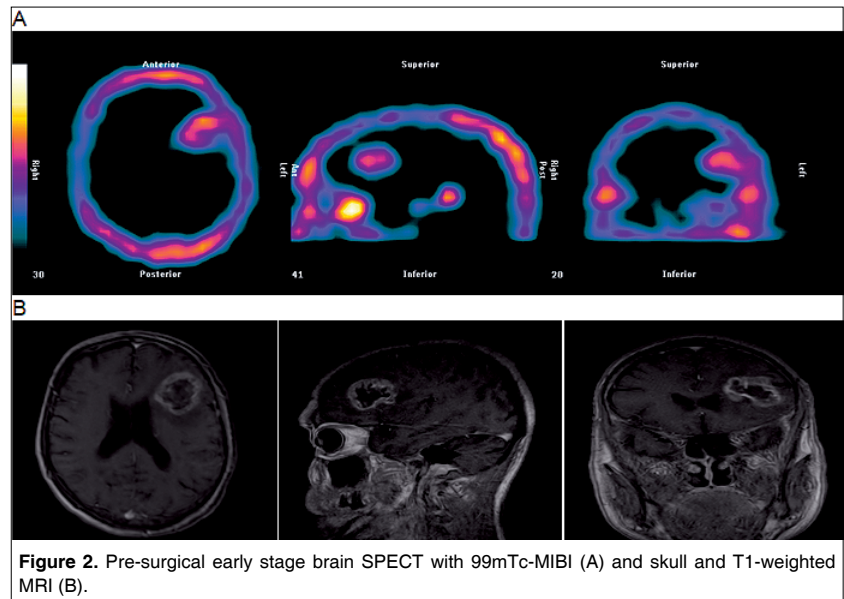 A
Anterior
Superior
Superior
Right
Left
Ant
Post
Right
Left
30
Posterior
41
Inferior
20
Inferior
B
Figure 2. Pre-surgical early stage brain SPECT with 99mTc-MIBI (A) and skull and T1-weighted
MRI (B).